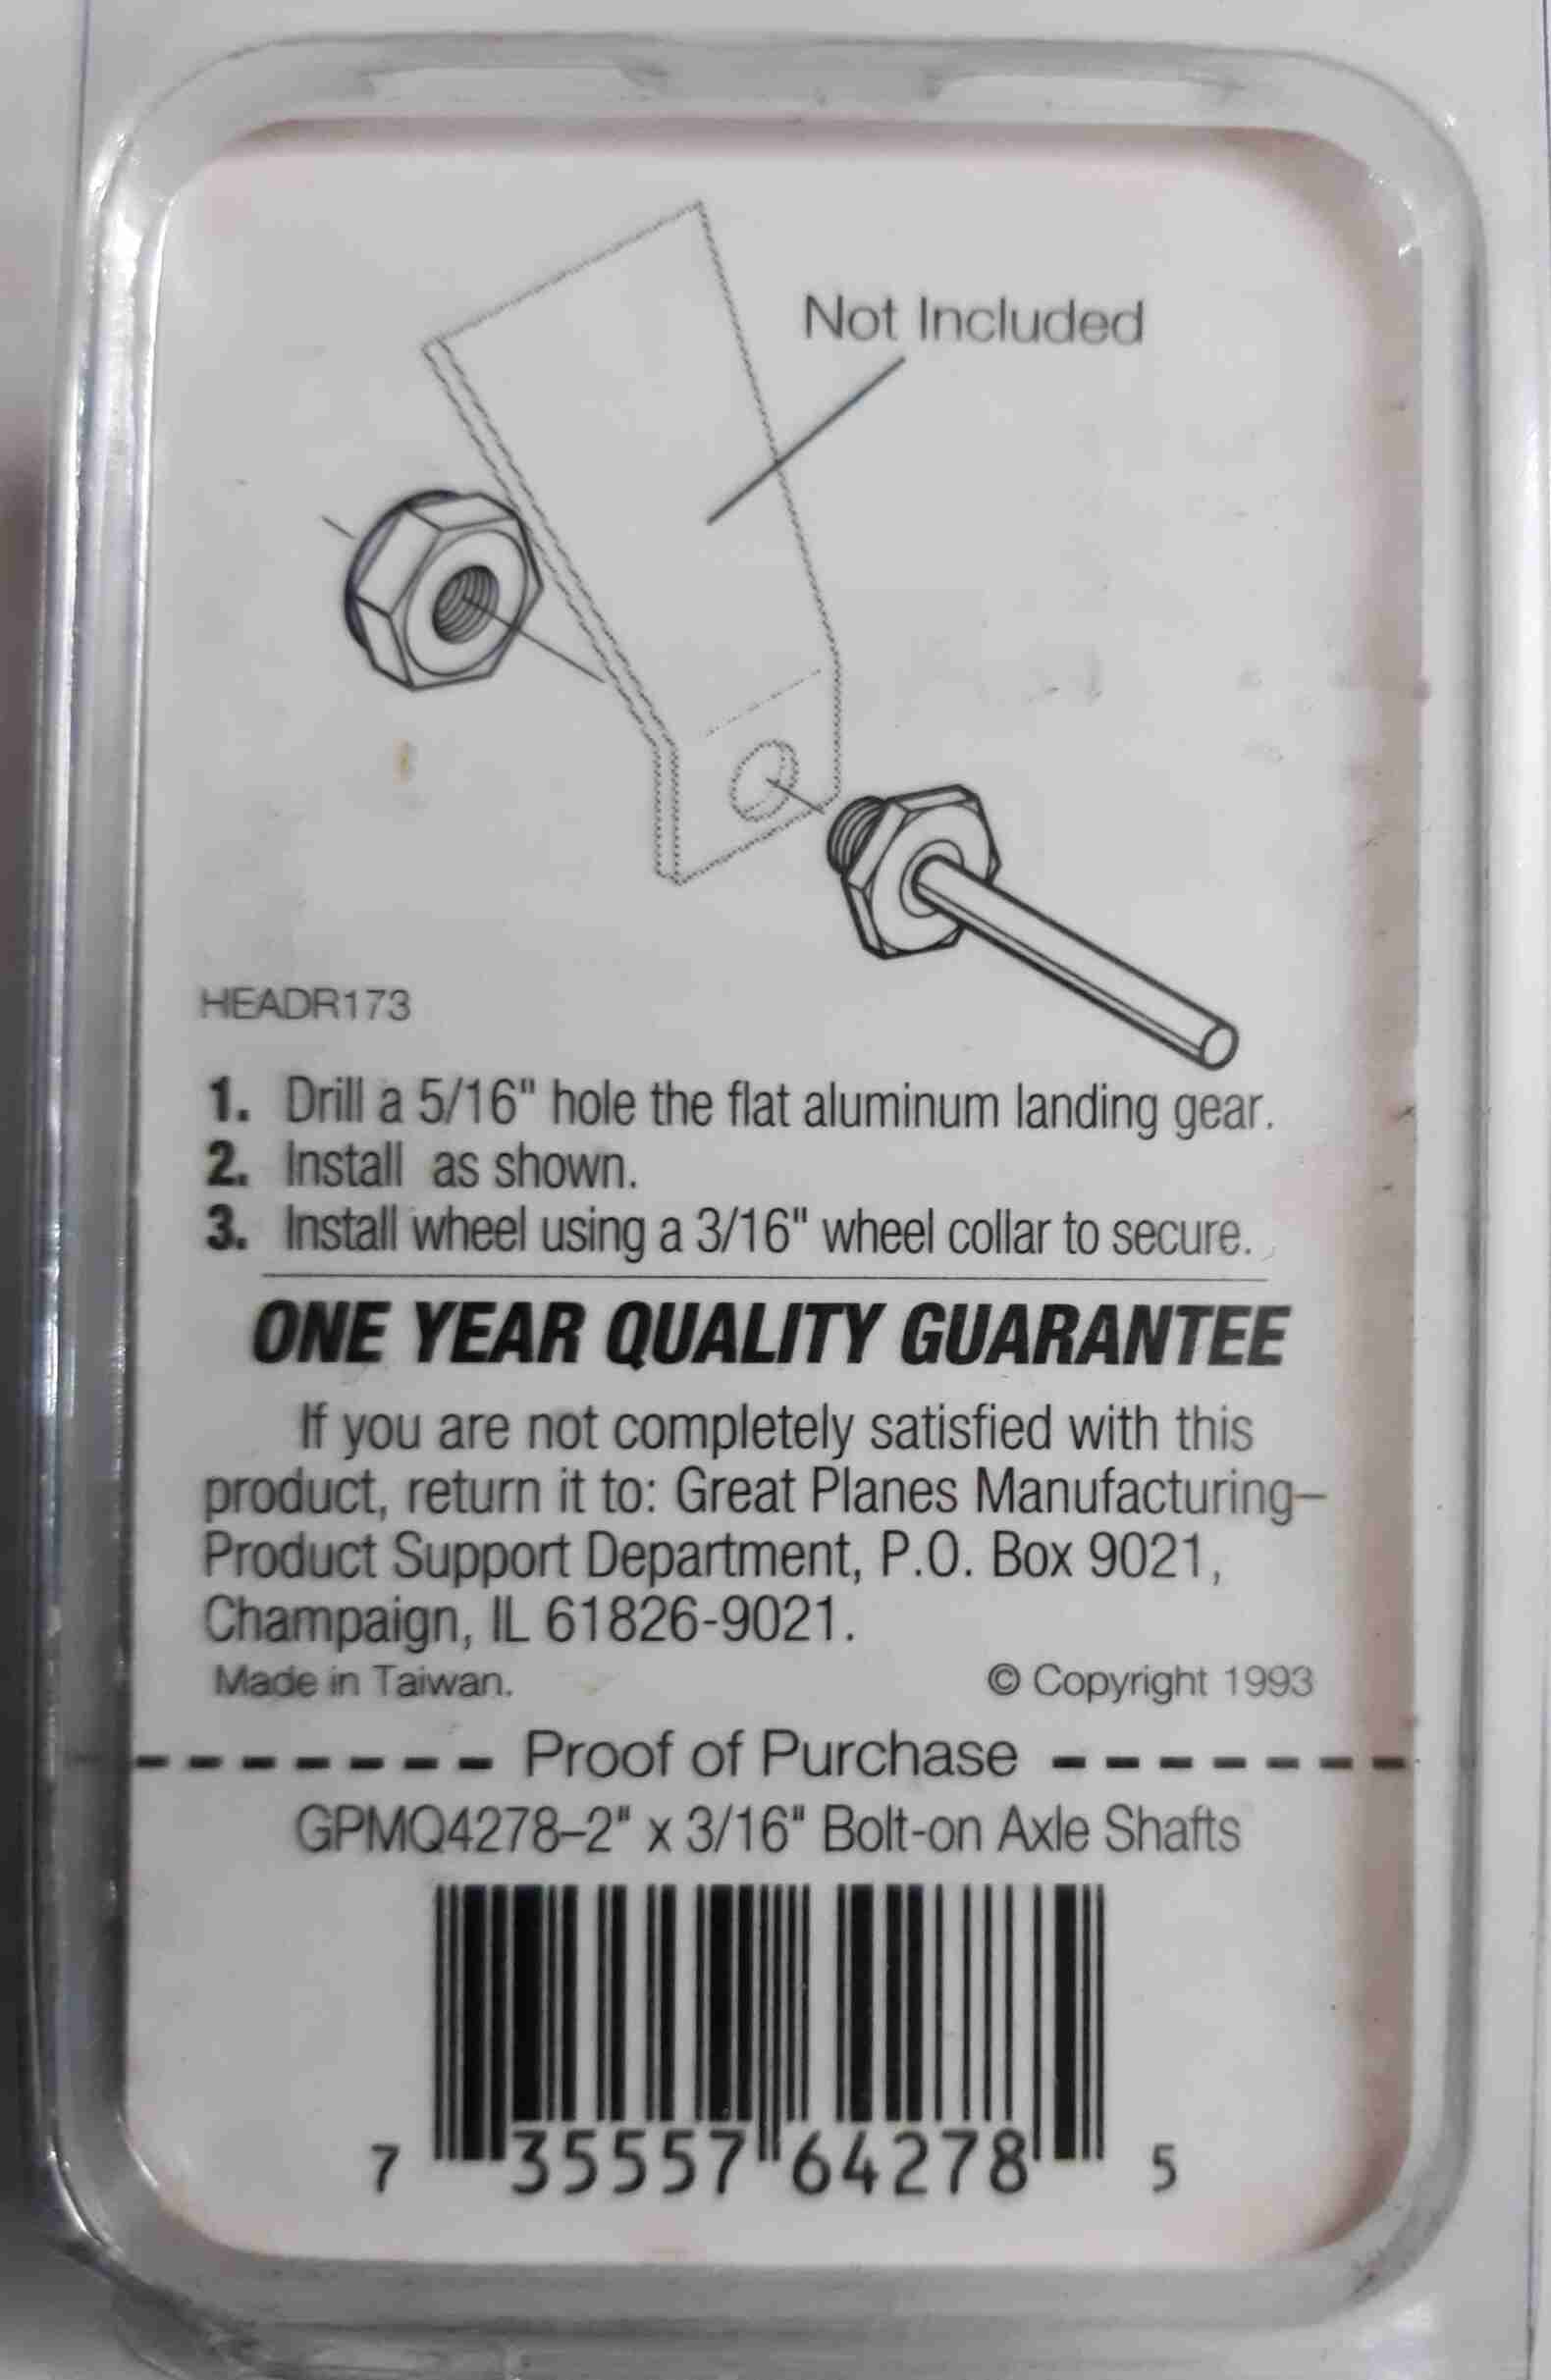 Not Included
HEADR173
1. Drill a 5/16" hole the flat aluminum landing gear.
2. Install as shown.
3. Install wheel using a 3/16" wheel collar to secure.
ONE YEAR QUALITY GUARANTEE
If you are not completely satisfied with this
product, return it to: Great Planes Manufacturing–
Product Support Department, P.O. Box 9021,
Champaign, IL 61826-9021.
Made in Taiwan. © Copyright 1993
Proof of Purchase
GPMQ4278–2" x 3/16" Bolt-on Axle Shafts
7 35557 64278 5